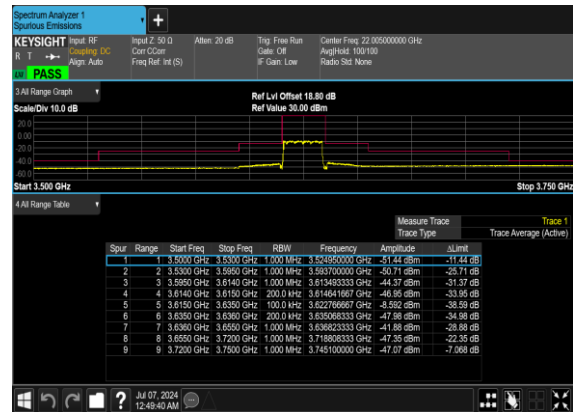 Spectrum Analyzer 1
Spurious Emissions
KEYSIGHT Input: RF Input Z: 50 Ω Atten: 20 dB Trig: Free Run Center Freq: 22.005000000 GHz
R T Coupling: DC Corr CCorr Gate: Off Avg|Hold: 100/100
Align: Auto Freq Ref: Int (S) IF Gain: Low Radio Std: None
PASS
3 All Range Graph
Ref Lvl Offset 18.80 dB
Scale/Div 10.0 dB Ref Value 30.00 dBm
20.0
0.00
-20.0
-40.0
-60.0
Start 3.500 GHz Stop 3.750 GHz
4 All Range Table
Measure Trace Trace 1
Trace Type Trace Average (Active)
Spur Range Start Freq Stop Freq RBW Frequency Amplitude ΔLimit
1 1 3.5000 GHz 3.5300 GHz 1.000 MHz 3.524950000 GHz -51.44 dBm -11.44 dB
2 2 3.5300 GHz 3.5950 GHz 1.000 MHz 3.593700000 GHz -50.71 dBm -25.71 dB
3 3 3.5950 GHz 3.6140 GHz 1.000 MHz 3.613493333 GHz -44.37 dBm -31.37 dB
4 4 3.6140 GHz 3.6150 GHz 200.0 kHz 3.614641667 GHz -46.95 dBm -33.95 dB
5 5 3.6150 GHz 3.6350 GHz 100.0 kHz 3.622766667 GHz -8.592 dBm -38.59 dB
6 6 3.6350 GHz 3.6360 GHz 200.0 kHz 3.635068333 GHz -47.98 dBm -34.98 dB
7 7 3.6360 GHz 3.6550 GHz 1.000 MHz 3.636823333 GHz -41.88 dBm -28.88 dB
8 8 3.6550 GHz 3.7200 GHz 1.000 MHz 3.718808333 GHz -47.35 dBm -22.35 dB
9 9 3.7200 GHz 3.7500 GHz 1.000 MHz 3.745100000 GHz -47.07 dBm -7.068 dB
Jul 07, 2024
12:49:40 AM